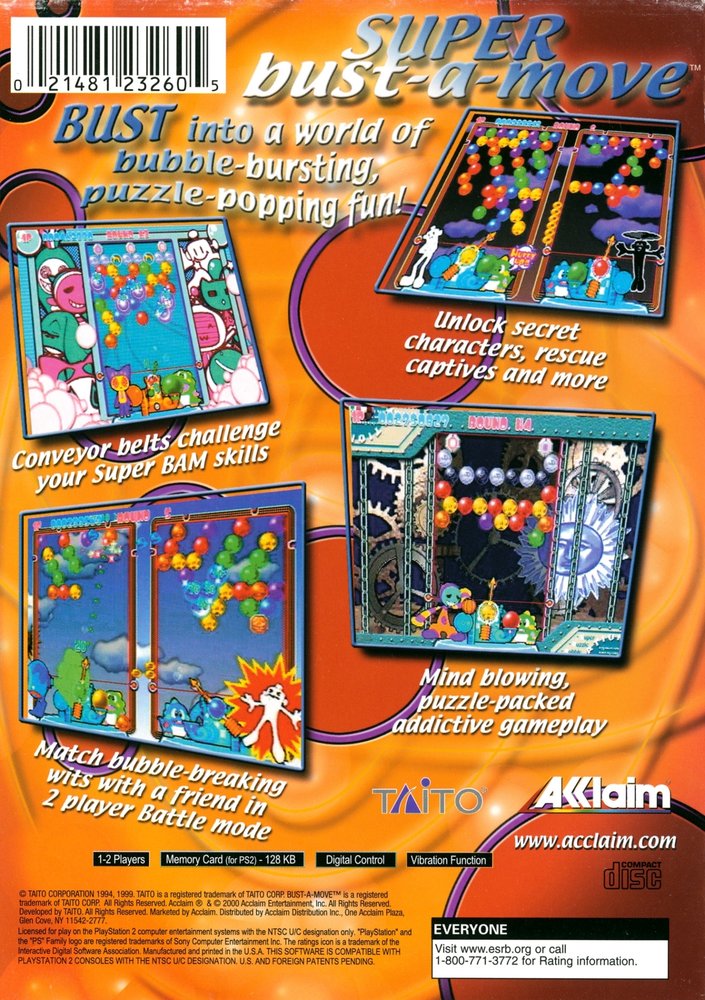 0 21481 23260 5
SUPER
bust-a-move™
BUST into a world of
bubble-bursting,
puzzle-popping fun!
Unlock secret
characters, rescue
captives and more
Conveyor belts challenge
your Super BAM skills
ROUND
Mind blowing,
puzzle-packed
addictive gameplay
Match bubble-breaking
wits with a friend in
2 player Battle mode
TAITO®
AKKlaim
www.acclaim.com
1-2 Players
Memory Card (for PS2) - 128 KB
Digital Control
Vibration Function
COMPACT
disc
© TAITO CORPORATION 1994, 1999. TAITO is a registered trademark of TAITO CORP. BUST-A-MOVE™ is a registered
trademark of TAITO CORP. All Rights Reserved. Acclaim ® & © 2000 Acclaim Entertainment, Inc. All Rights Reserved.
Developed by TAITO. All Rights Reserved. Marketed by Acclaim. Distributed by Acclaim Distribution Inc., One Acclaim Plaza,
Glen Cove, NY 11542-2777.
Licensed for play on the PlayStation 2 computer entertainment systems with the NTSC U/C designation only. "PlayStation" and
the "PS" Family logo are registered trademarks of Sony Computer Entertainment Inc. The ratings icon is a trademark of the
Interactive Digital Software Association. Manufactured and printed in the U.S.A. THIS SOFTWARE IS COMPATIBLE WITH
PLAYSTATION 2 CONSOLES WITH THE NTSC U/C DESIGNATION. U.S. AND FOREIGN PATENTS PENDING.
EVERYONE
Visit www.esrb.org or call
1-800-771-3772 for Rating information.